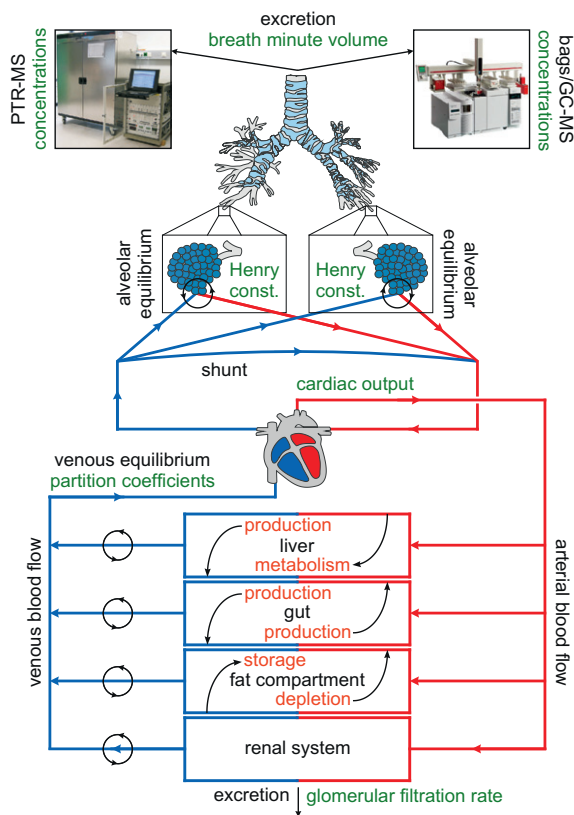 excretion
breath minute volume
PTR-MS
concentrations
bags/GC-MS
concentrations
alveolar
equilibrium
Henry
const.
Henry
const.
alveolar
equilibrium
shunt
cardiac output
venous equilibrium
partition coefficients
venous blood flow
arterial blood flow
production
liver
metabolism
production
gut
production
storage
fat compartment
depletion
renal system
excretion
glomerular filtration rate